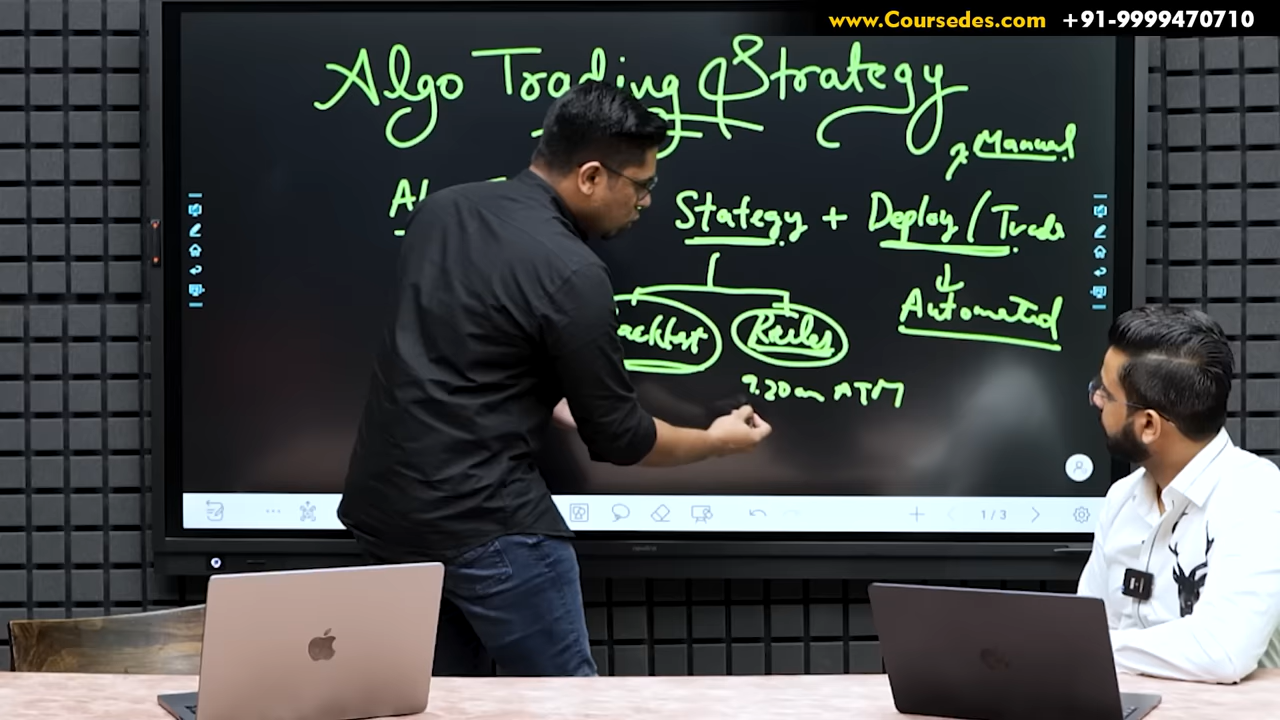 www.Coursedes.com +91-9999470710
Algo Trading & Strategy
Manual
Stategy + Deploy / Trade
Automated
Rules
9.20 am ATM
1/3